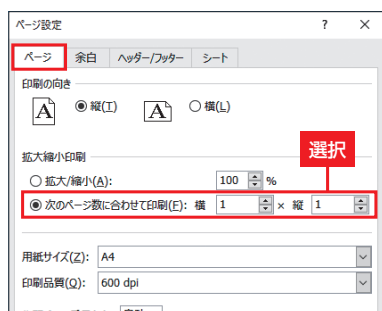 ページ設定 ? ×
ページ 余白 ヘッダー/フッター シート
印刷の向き
A 縦(T) A 横(L)
選択
拡大縮小印刷
拡大/縮小(A): 100 %
次のページ数に合わせて印刷(F): 横 1 × 縦 1
用紙サイズ(Z): A4
印刷品質(Q): 600 dpi